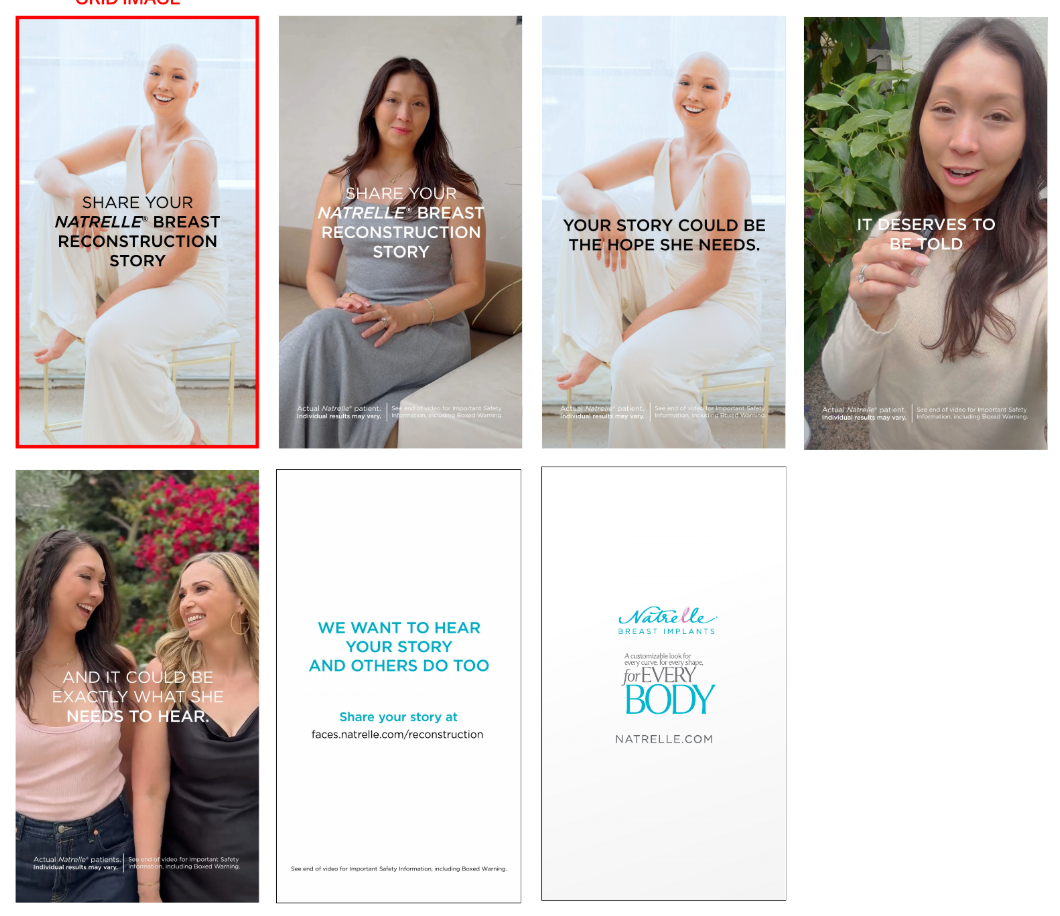 GRID IMAGE
SHARE YOUR
NATRELLE® BREAST
RECONSTRUCTION
STORY
SHARE YOUR
NATRELLE® BREAST
RECONSTRUCTION
STORY
Actual Natrelle® patient.
Individual results may vary.
See end of video for Important Safety
Information, including Boxed Warning.
YOUR STORY COULD BE
THE HOPE SHE NEEDS.
Actual Natrelle® patient.
Individual results may vary.
See end of video for Important Safety
Information, including Boxed Warning.
IT DESERVES TO
BE TOLD
Actual Natrelle® patient.
Individual results may vary.
See end of video for Important Safety
Information, including Boxed Warning.
AND IT COULD BE
EXACTLY WHAT SHE
NEEDS TO HEAR.
Actual Natrelle® patients.
Individual results may vary.
See end of video for Important Safety
Information, including Boxed Warning.
WE WANT TO HEAR
YOUR STORY
AND OTHERS DO TOO
Share your story at
faces.natrelle.com/reconstruction
See end of video for Important Safety Information, including Boxed Warning.
Natrelle
BREAST IMPLANTS
A customizable look for
every curve, for every shape,
for EVERY
BODY
NATRELLE.COM